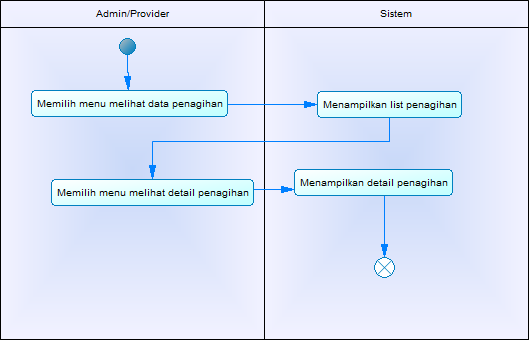 Admin/Provider
Sistem
Memilih menu melihat data penagihan
Menampilkan list penagihan
Memilih menu melihat detail penagihan
Menampilkan detail penagihan